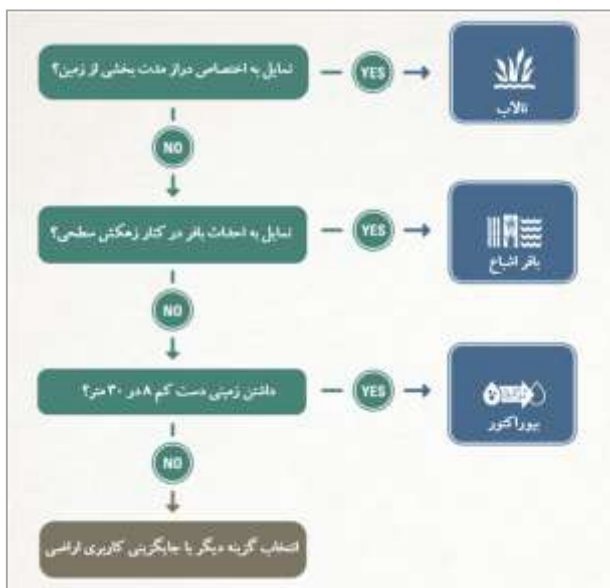 تمایل به اختصاص دراز مدت بخشی از زمین؟
YES
تالاب
NO
تمایل به احداث بافر در کنار زهکش سطحی؟
YES
بافر اشباع
NO
داشتن زمینی دست کم ۸ در ۳۰ متر؟
YES
بیوراکتور
NO
انتخاب گزینه دیگر یا جایگزینی کاربری اراضی